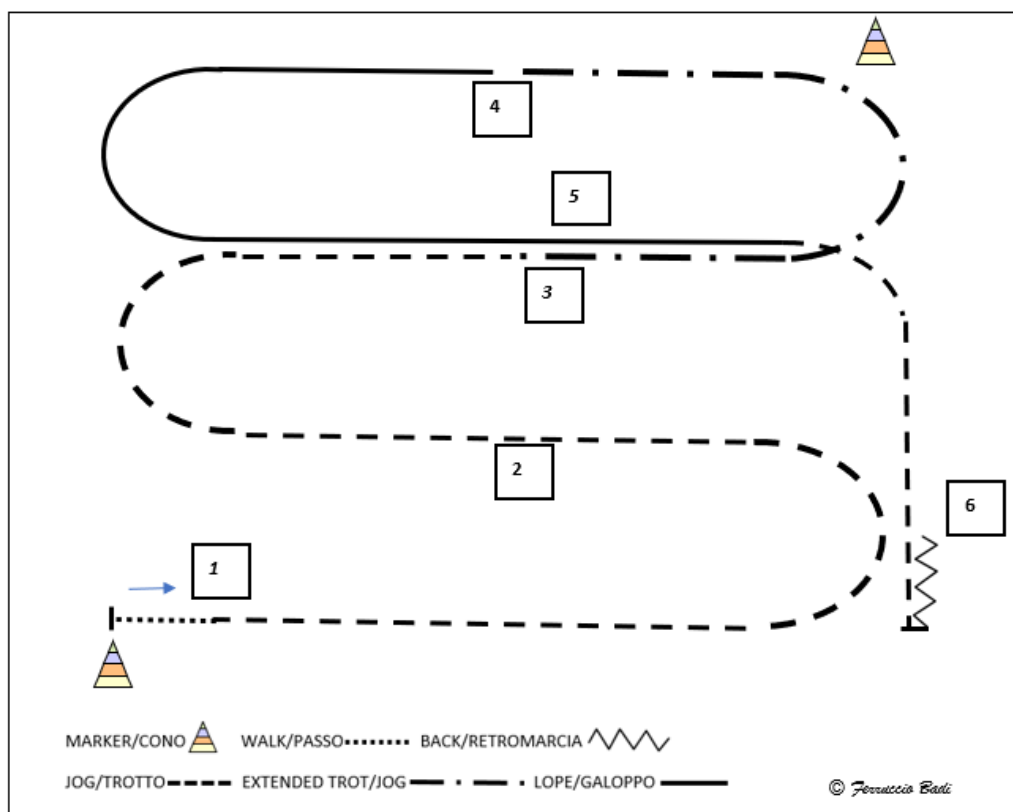 4
5
3
2
6
1
MARKER/CONO WALK/PASSO BACK/RETROMARCIA
JOG/TROTTO EXTENDED TROT/JOG LOPE/GALOPPO
© Ferruccio Badi